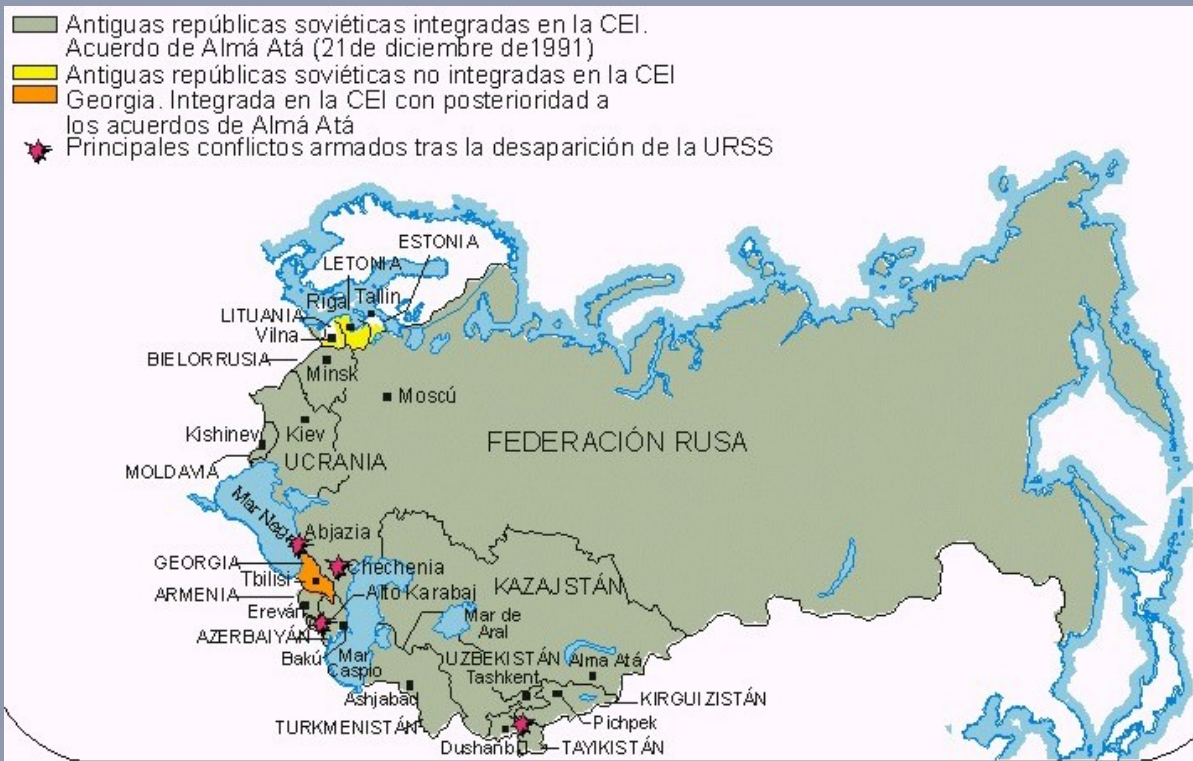 Antiguas repúblicas soviéticas integradas en la CEI.
Acuerdo de Almá Atá (21de diciembre de1991)
Antiguas repúblicas soviéticas no integradas en la CEI
Georgia. Integrada en la CEI con posterioridad a
los acuerdos de Almá Atá
Principales conflictos armados tras la desaparición de la URSS
ESTONIA
LETONIA
Riga Tallin
LITUANIA
Vilna
BIELORRUSIA
Minsk
Moscú
Kishinev Kiev
FEDERACIÓN RUSA
UCRANIA
MOLDAVIA
Mar Negro
Abjazia
GEORGIA
Chechenia
Tbilisi
KAZAJSTÁN
ARMENIA
Alto Karabaj
Ereván
Mar de
Aral
AZERBAIYÁN
Bakú
Mar
Caspio
UZBEKISTÁN Alma Atá
Tashkent
Ashjabad
KIRGUIZISTÁN
TURKMENISTÁN
Pichpek
TAYIKISTÁN